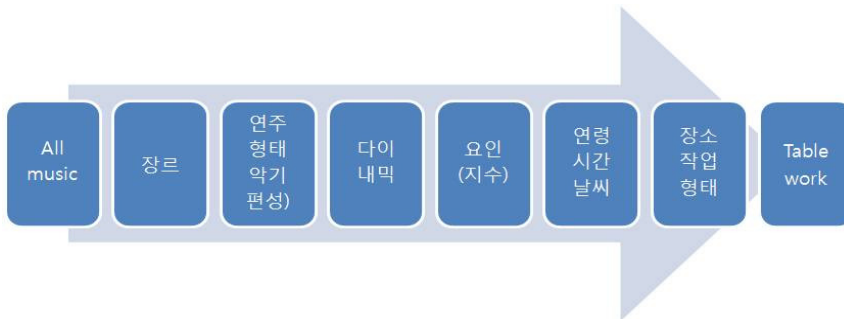 All
music
장르
연주
형태
악기
편성)
다이
내믹
요인
(지수)
연령
시간
날씨
장소
작업
형태
Table
work